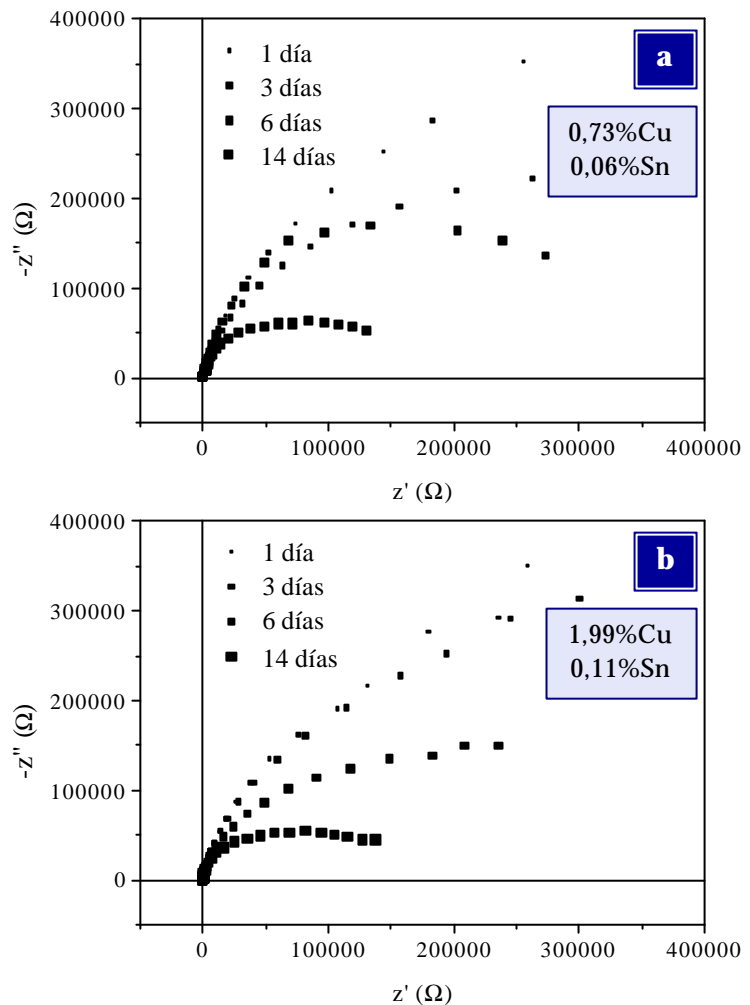 400000
300000
200000
100000
0
-z" (Ω)
1 día
3 días
6 días
14 días
a
0,73%Cu
0,06%Sn
0 100000 200000 300000 400000
z' (Ω)
400000
300000
200000
100000
0
-z" (Ω)
1 día
3 días
6 días
14 días
b
1,99%Cu
0,11%Sn
0 100000 200000 300000 400000
z' (Ω)